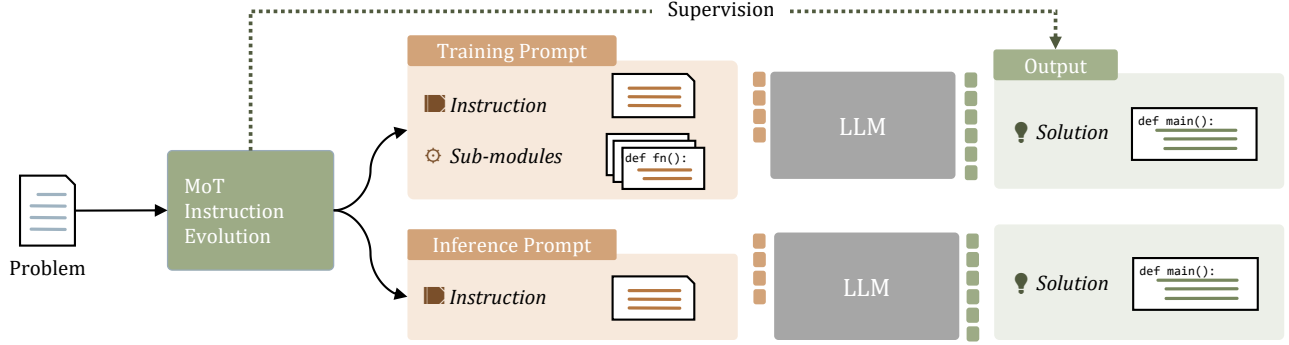 Supervision
Training Prompt
Output
Instruction
Sub-modules
def fn():
LLM
Solution
def main():
MoT
Instruction
Evolution
Problem
Inference Prompt
Instruction
LLM
Solution
def main():